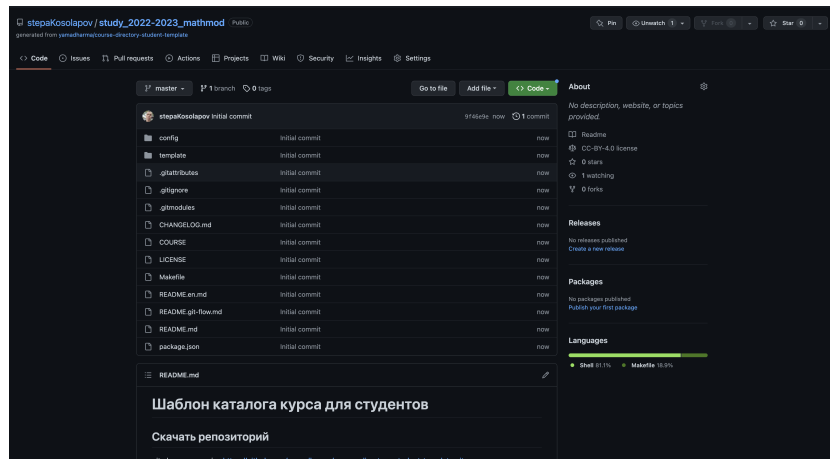 stepaKosolapov / study_2022-2023_mathmod Public
generated from yamadharma/course-directory-student-template
Pin Unwatch 1 Fork 0 Star 0
Code Issues Pull requests Actions Projects Wiki Security Insights Settings
master 1 branch 0 tags Go to file Add file Code
stepaKosolapov Initial commit 9f46e9e now 1 commit
config Initial commit now
template Initial commit now
.gitattributes Initial commit now
.gitignore Initial commit now
.gitmodules Initial commit now
CHANGELOG.md Initial commit now
COURSE Initial commit now
LICENSE Initial commit now
Makefile Initial commit now
README.en.md Initial commit now
README.git-flow.md Initial commit now
README.md Initial commit now
package.json Initial commit now
README.md
Шаблон каталога курса для студентов
Скачать репозиторий
About
No description, website, or topics
provided.
Readme
CC-BY-4.0 license
0 stars
1 watching
0 forks
Releases
No releases published
Create a new release
Packages
No packages published
Publish your first package
Languages
Shell 81.1% Makefile 18.9%